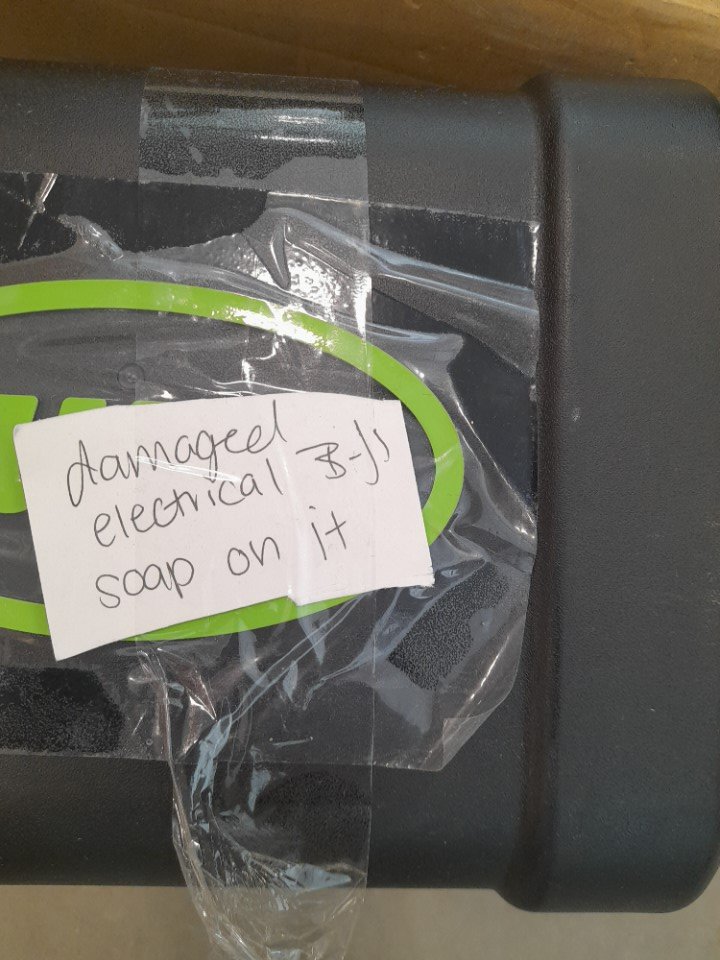 damaged
electrical
soap on it